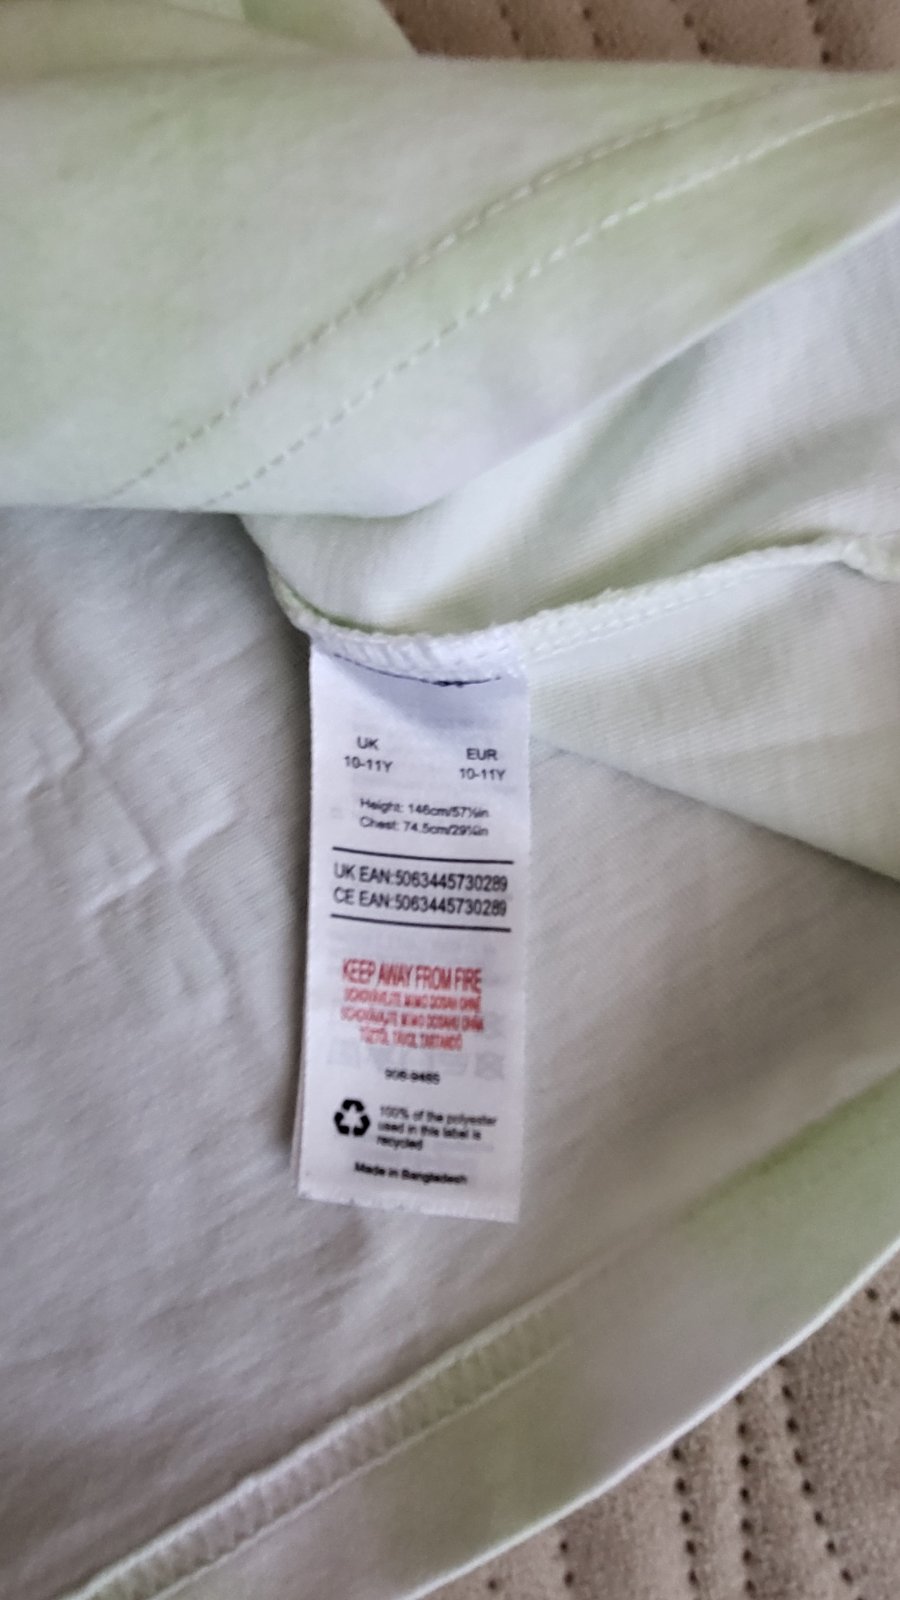 UK
10-11Y
EUR
10-11Y
Height: 146cm/57½in
Chest: 74.5cm/29¼in
UK EAN:5063445730289
CE EAN:5063445730289
KEEP AWAY FROM FIRE
100% of the polyester
used in this label is
recycled
Made in Bangladesh